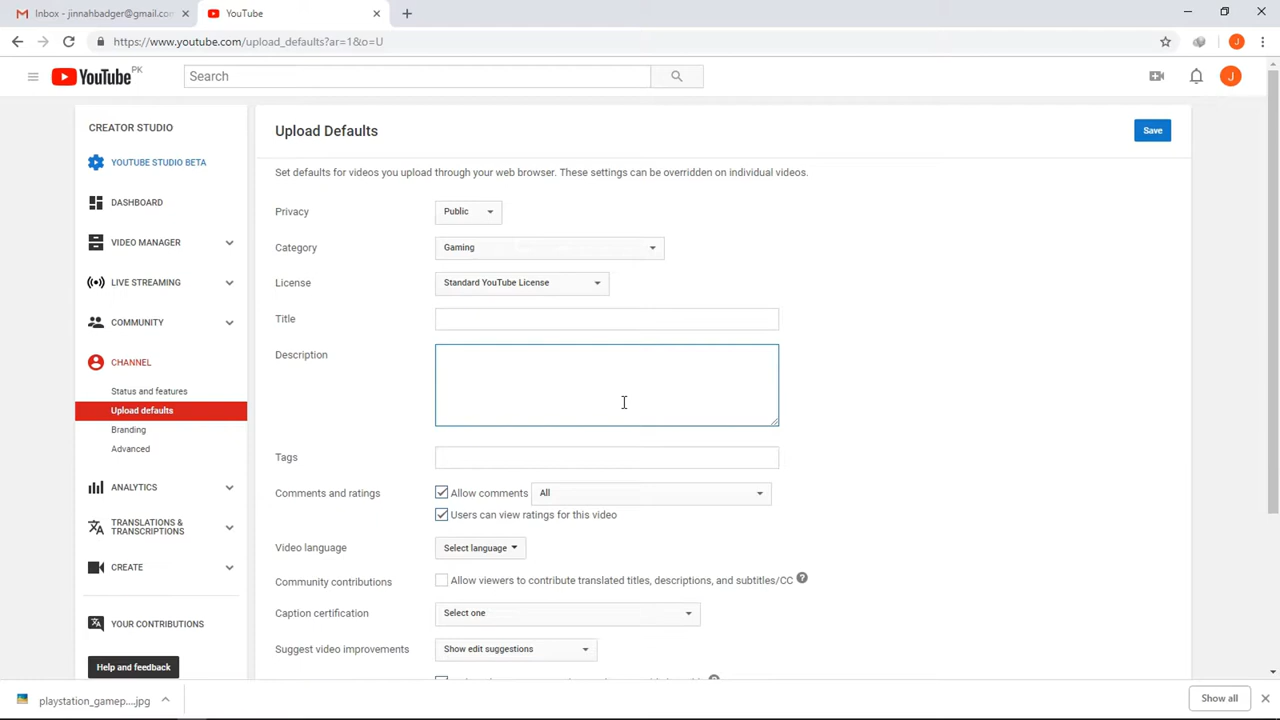 Inbox - jinnahbadger@gmail.con
YouTube
https://www.youtube.com/upload_defaults?ar=1&o=U
J
YouTube PK
Search
J
CREATOR STUDIO
YOUTUBE STUDIO BETA
DASHBOARD
VIDEO MANAGER
LIVE STREAMING
COMMUNITY
CHANNEL
Status and features
Upload defaults
Branding
Advanced
ANALYTICS
TRANSLATIONS &
TRANSCRIPTIONS
CREATE
YOUR CONTRIBUTIONS
Help and feedback
Upload Defaults
Save
Set defaults for videos you upload through your web browser. These settings can be overridden on individual videos.
Privacy Public
Category Gaming
License Standard YouTube License
Title
Description
Tags
Comments and ratings Allow comments All
Users can view ratings for this video
Video language Select language
Community contributions Allow viewers to contribute translated titles, descriptions, and subtitles/CC ?
Caption certification Select one
Suggest video improvements Show edit suggestions
playstation_gamep....jpg
Show all